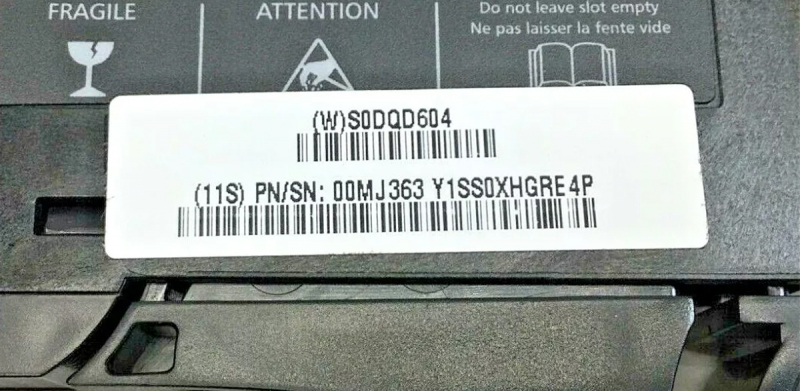 FRAGILE
ATTENTION
Do not leave slot empty
Ne pas laisser la fente vide
(W)S0DQD604
(11S) PN/SN: 00MJ363 Y1SS0XHGRE4P